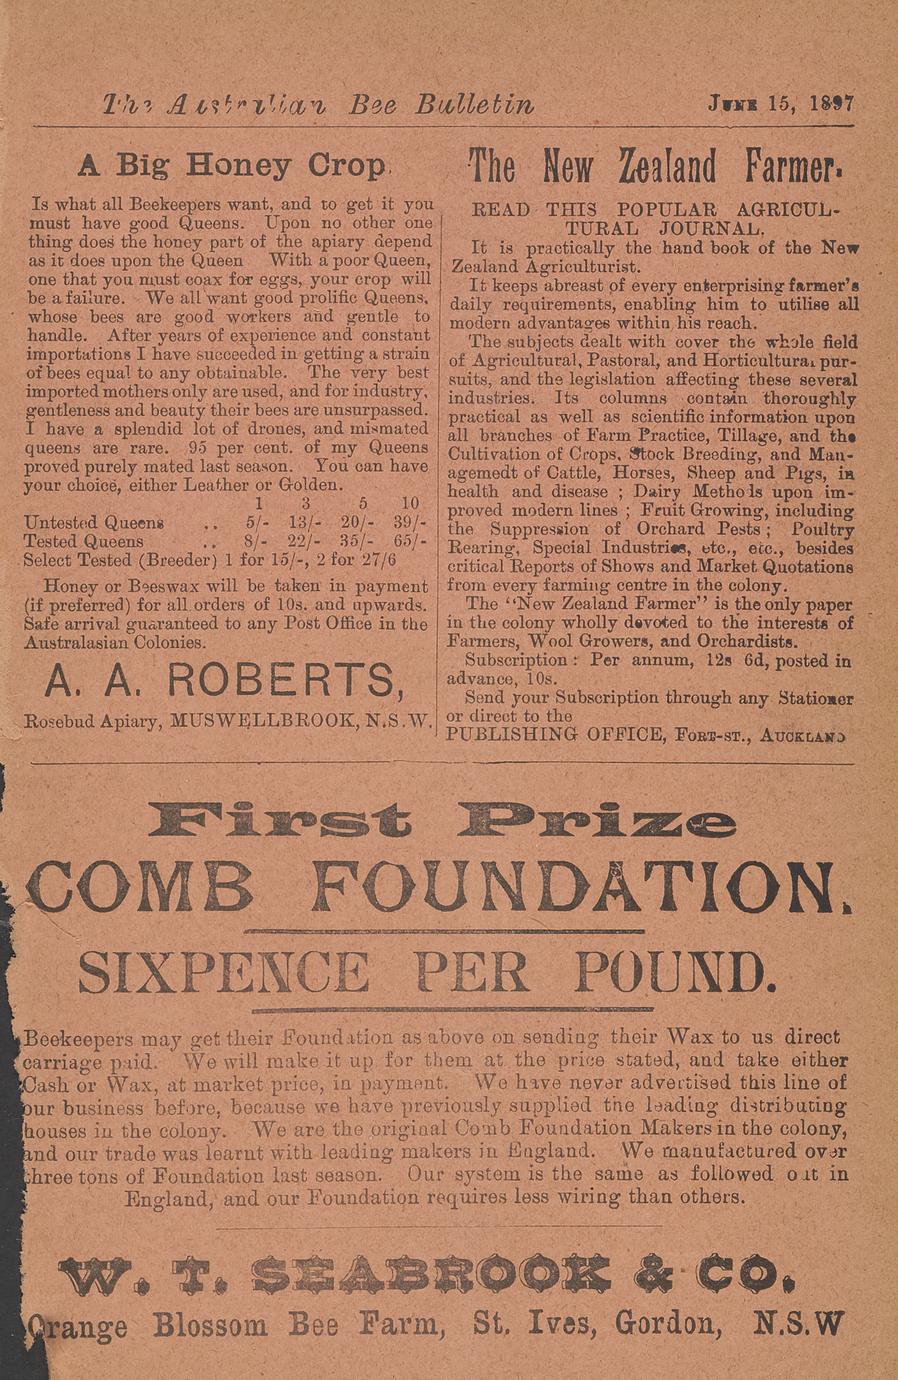 The Australian Bee Bulletin JUNE 15, 1897
A Big Honey Crop.
Is what all Beekeepers want, and to get it you
must have good Queens. Upon no other one
thing does the honey part of the apiary depend
as it does upon the Queen With a poor Queen,
one that you must coax for eggs, your crop will
be a failure. We all want good prolific Queens,
whose bees are good workers and gentle to
handle. After years of experience and constant
importations I have succeeded in getting a strain
of bees equal to any obtainable. The very best
imported mothers only are used, and for industry,
gentleness and beauty their bees are unsurpassed.
I have a splendid lot of drones, and mismated
queens are rare. 95 per cent. of my Queens
proved purely mated last season. You can have
your choice, either Leather or Golden.
1 3 5 10
Untested Queens .. 5/- 13/- 20/- 39/-
Tested Queens .. 8/- 22/- 35/- 65/-
Select Tested (Breeder) 1 for 15/-, 2 for 27/6
Honey or Beeswax will be taken in payment
(if preferred) for all orders of 10s. and upwards.
Safe arrival guaranteed to any Post Office in the
Australasian Colonies.
A. A. ROBERTS,
Rosebud Apiary, MUSWELLBROOK, N.S.W.
The New Zealand Farmer.
READ THIS POPULAR AGRICUL-
TURAL JOURNAL.
It is practically the hand book of the New
Zealand Agriculturist.
It keeps abreast of every enterprising farmer's
daily requirements, enabling him to utilise all
modern advantages within his reach.
The subjects dealt with cover the whole field
of Agricultural, Pastoral, and Horticultural pur-
suits, and the legislation affecting these several
industries. Its columns contain thoroughly
practical as well as scientific information upon
all branches of Farm Practice, Tillage, and the
Cultivation of Crops, Stock Breeding, and Man-
agemedt of Cattle, Horses, Sheep and Pigs, in
health and disease ; Dairy Methods upon im-
proved modern lines ; Fruit Growing, including
the Suppression of Orchard Pests ; Poultry
Rearing, Special Industries, etc., etc., besides
critical Reports of Shows and Market Quotations
from every farming centre in the colony.
The "New Zealand Farmer" is the only paper
in the colony wholly devoted to the interests of
Farmers, Wool Growers, and Orchardists.
Subscription : Per annum, 12s 6d, posted in
advance, 10s.
Send your Subscription through any Stationer
or direct to the
PUBLISHING OFFICE, FORT-ST., AUCKLAND
First Prize
COMB FOUNDATION.
SIXPENCE PER POUND.
Beekeepers may get their Foundation as above on sending their Wax to us direct
carriage paid. We will make it up for them at the price stated, and take either
Cash or Wax, at market price, in payment. We have never advertised this line of
our business before, because we have previously supplied the leading distributing
houses in the colony. We are the original Comb Foundation Makers in the colony,
and our trade was learnt with leading makers in England. We manufactured over
three tons of Foundation last season. Our system is the same as followed out in
England, and our Foundation requires less wiring than others.
W. T. SEABROOK & CO.
Orange Blossom Bee Farm, St. Ives, Gordon, N.S.W